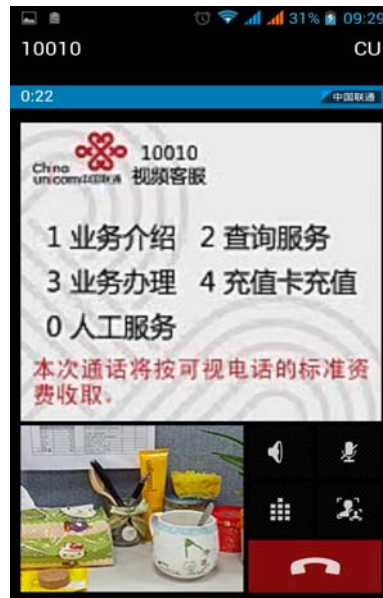 31% 09:29
10010 CU
0:22 中国联通
China unicom中国联通
10010
视频客服
1 业务介绍 2 查询服务
3 业务办理 4 充值卡充值
0 人工服务
本次通话将按可视电话的标准资
费收取。